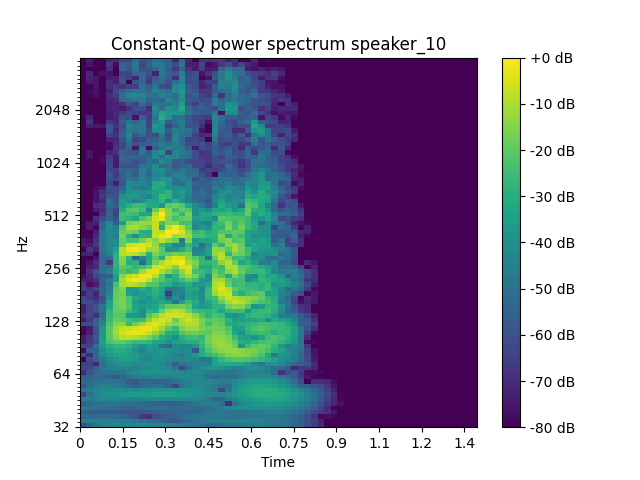 Constant-Q power spectrum speaker_10
Hz
2048
1024
512
256
128
64
32
0 0.15 0.3 0.45 0.6 0.75 0.9 1.1 1.2 1.4
Time
+0 dB
-10 dB
-20 dB
-30 dB
-40 dB
-50 dB
-60 dB
-70 dB
-80 dB